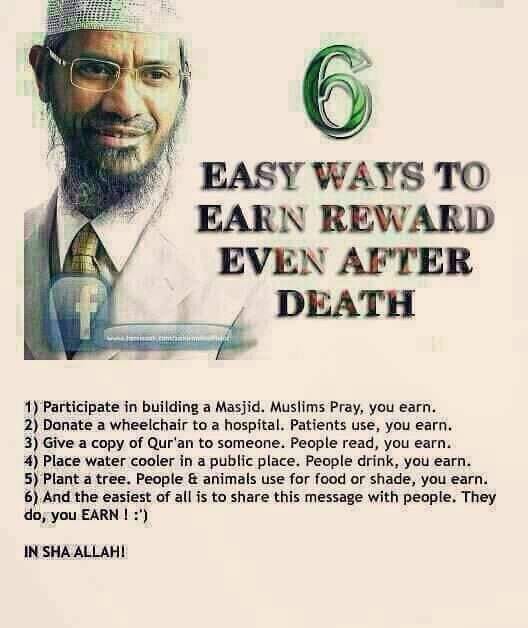 6
EASY WAYS TO
EARN REWARD
EVEN AFTER
DEATH
f
1) Participate in building a Masjid. Muslims Pray, you earn.
2) Donate a wheelchair to a hospital. Patients use, you earn.
3) Give a copy of Qur'an to someone. People read, you earn.
4) Place water cooler in a public place. People drink, you earn.
5) Plant a tree. People & animals use for food or shade, you earn.
6) And the easiest of all is to share this message with people. They
do, you EARN ! :')
IN SHA ALLAH!